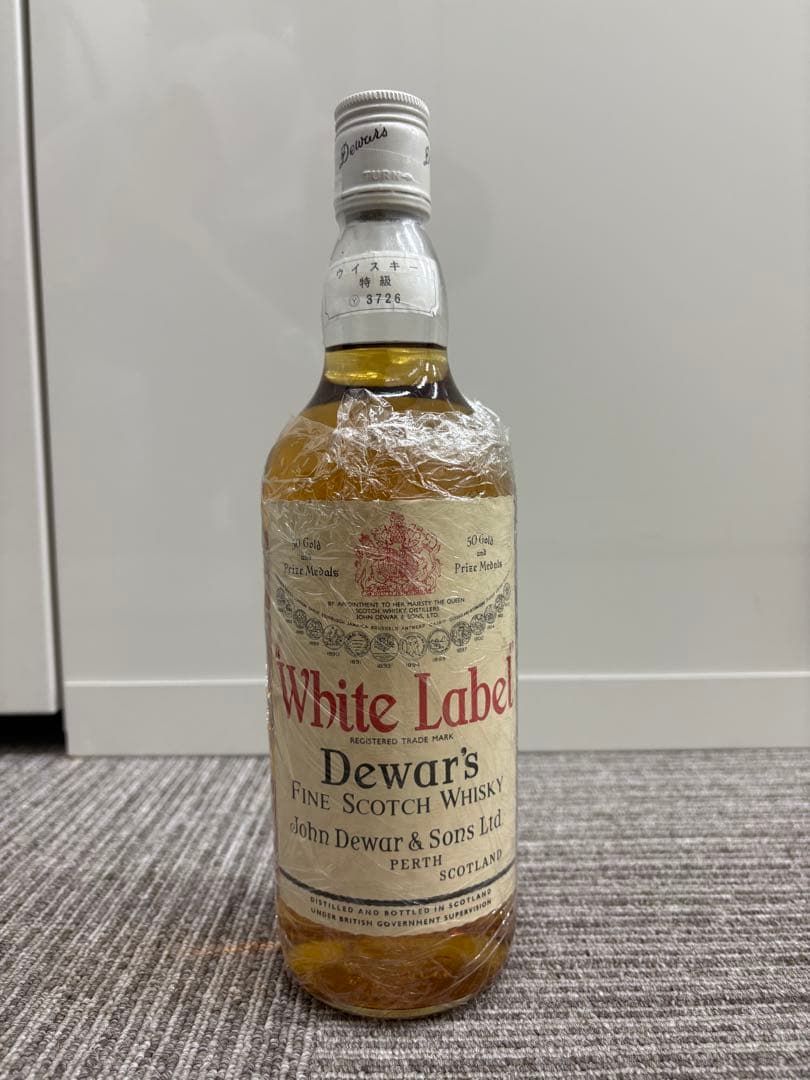 Dewar's
TURN
ウイスキー
特級
Ⓨ 3726
50 Gold
and
Prize Medals
50 Gold
and
Prize Medals
BY APPOINTMENT TO HER MAJESTY THE QUEEN
SCOTCH WHISKY DISTILLERS
JOHN DEWAR & SONS, LTD.
"White Label"
REGISTERED TRADE MARK
Dewar's
FINE SCOTCH WHISKY
John Dewar & Sons Ltd.
PERTH
SCOTLAND
DISTILLED AND BOTTLED IN SCOTLAND
UNDER BRITISH GOVERNMENT SUPERVISION